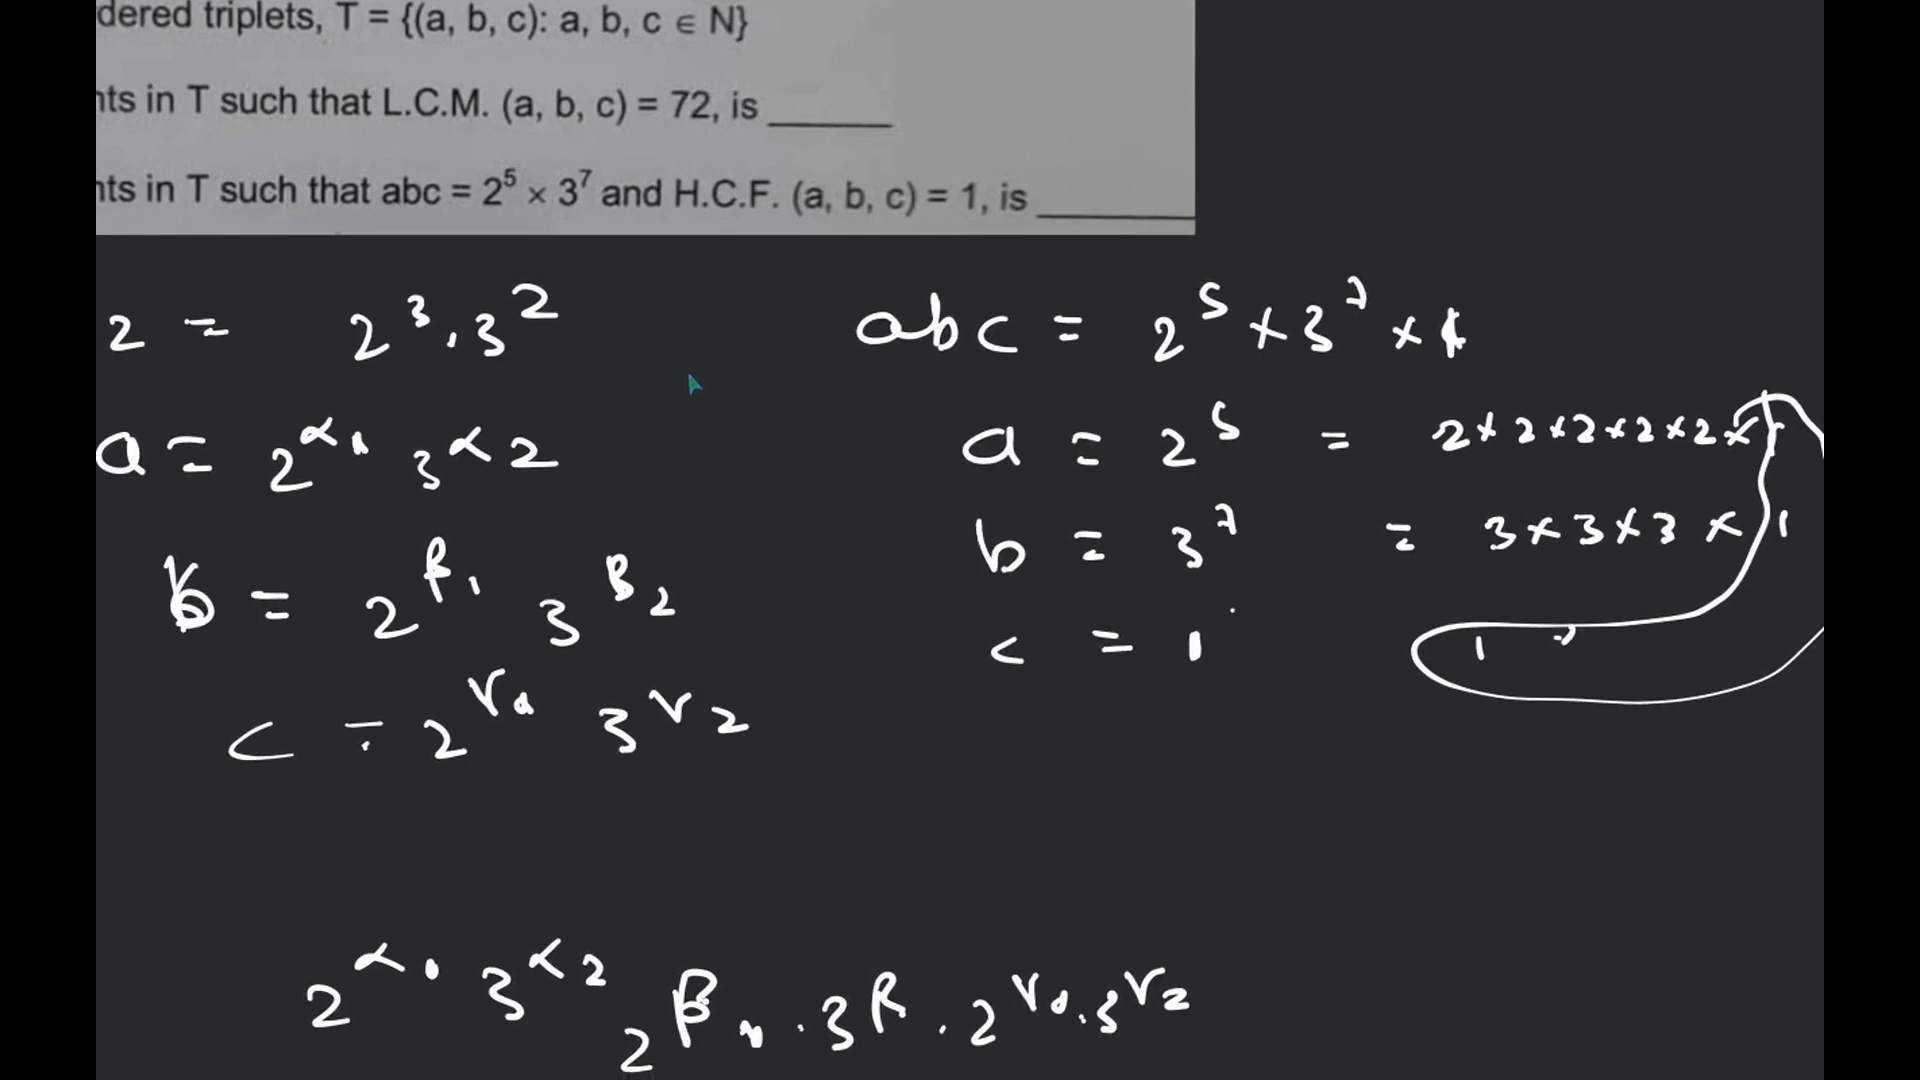 dered triplets, T = {(a, b, c): a, b, c ∈ N}
nts in T such that L.C.M. (a, b, c) = 72, is ______
nts in T such that abc = 2⁵ × 3⁷ and H.C.F. (a, b, c) = 1, is ________
2 = 2³ . 3²
a = 2^α₁ 3^α₂
b = 2^β₁ 3^β₂
c = 2^γ₁ 3^γ₂
abc = 2⁵ × 3⁷ × 1
a = 2⁵ = 2 × 2 × 2 × 2 × 2 × 1
b = 3⁷ = 3 × 3 × 3 × 1
c = 1 1
2^α₁ 3^α₂ 2^β₁ . 3^β . 2^γ₁ . 3^γ₂